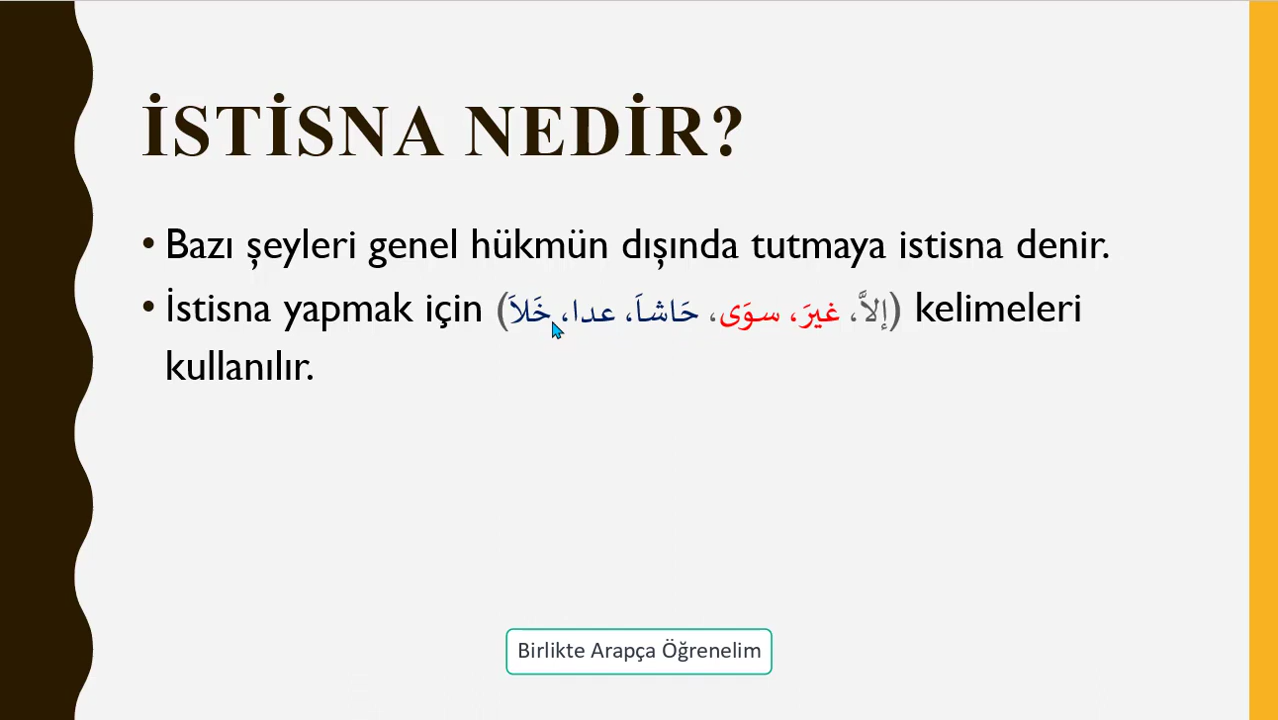 İSTİSNA NEDİR?
• Bazı şeyleri genel hükmün dışında tutmaya istisna denir.
• İstisna yapmak için (إلاَّ، غيرَ، سوَى، حَاشاَ، عدا، خَلاَ) kelimeleri
kullanılır.
Birlikte Arapça Öğrenelim